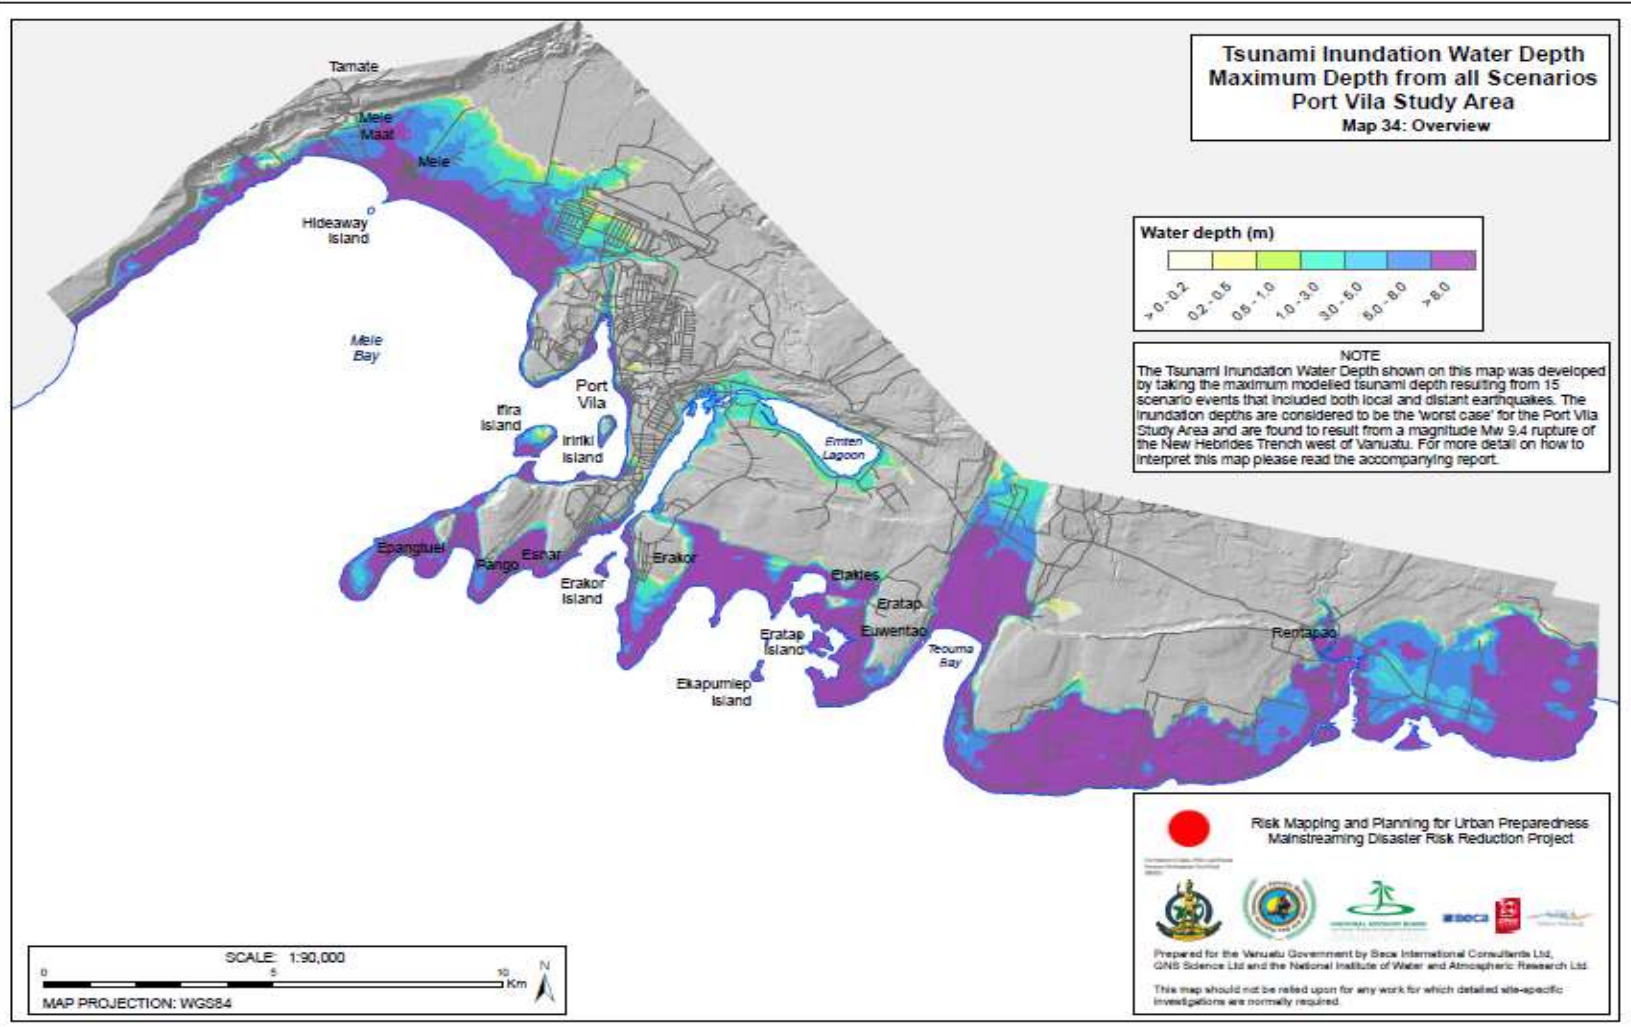 Tsunami Inundation Water Depth
Maximum Depth from all Scenarios
Port Vila Study Area
Map 34: Overview
Tamate
Mele
Maat
Mele
Hideaway
Island
Water depth (m)
> 0 - 0.2
0.2 - 0.5
0.5 - 1.0
1.0 - 3.0
3.0 - 5.0
5.0 - 8.0
> 8.0
Mele
Bay
NOTE
The Tsunami Inundation Water Depth shown on this map was developed
by taking the maximum modelled tsunami depth resulting from 15
scenario events that included both local and distant earthquakes. The
inundation depths are considered to be the 'worst case' for the Port Vila
Study Area and are found to result from a magnitude Mw 9.4 rupture of
the New Hebrides Trench west of Vanuatu. For more detail on how to
interpret this map please read the accompanying report.
Port
Vila
Ifira
Island
Iririki
Island
Emten
Lagoon
Epangtuei
Pango
Esnar
Erakor
Erakor
Island
Elakles
Eratap
Euwentao
Eratap
Island
Teouma
Bay
Rentapao
Ekapumlep
Island
Risk Mapping and Planning for Urban Preparedness
Mainstreaming Disaster Risk Reduction Project
beca
Prepared for the Vanuatu Government by Beca International Consultants Ltd,
GNS Science Ltd and the National Institute of Water and Atmospheric Research Ltd.
This map should not be relied upon for any work for which detailed site-specific
investigations are normally required.
SCALE: 1:90,000
0 5 10
Km
N
MAP PROJECTION: WGS84